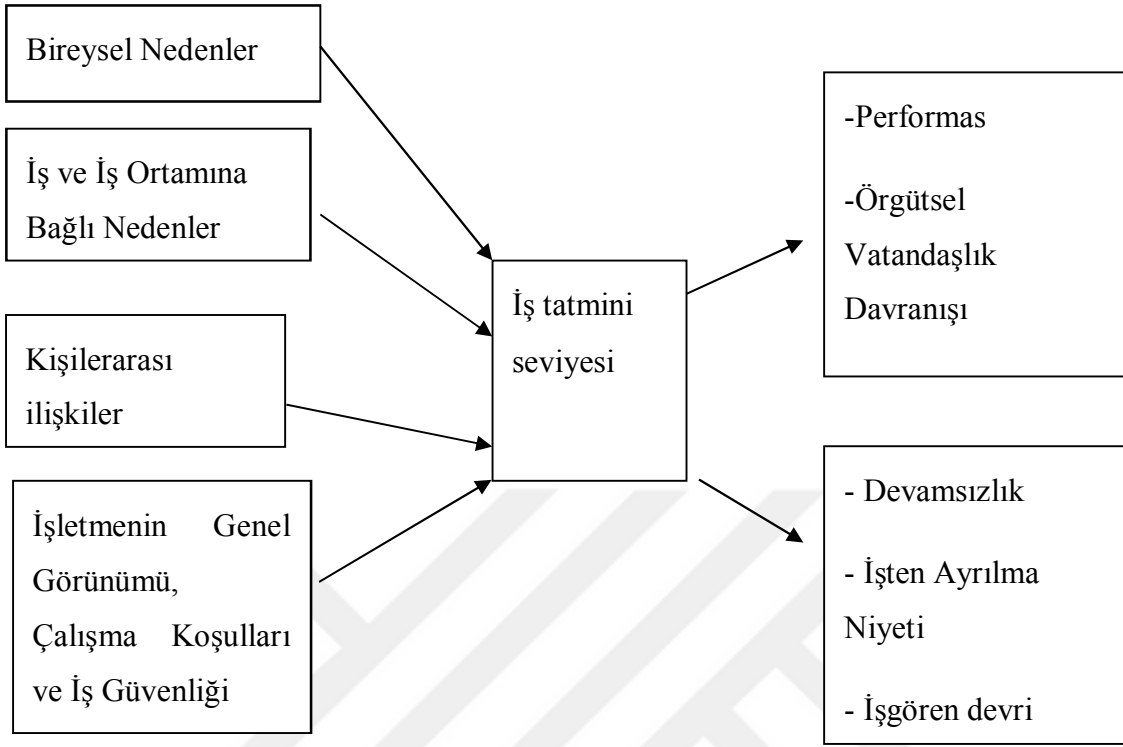 Bireysel Nedenler
İş ve İş Ortamına
Bağlı Nedenler
Kişilerarası
ilişkiler
İşletmenin Genel
Görünümü,
Çalışma Koşulları
ve İş Güvenliği
İş tatmini
seviyesi
-Performas
-Örgütsel
Vatandaşlık
Davranışı
- Devamsızlık
- İşten Ayrılma
Niyeti
- İşgören devri